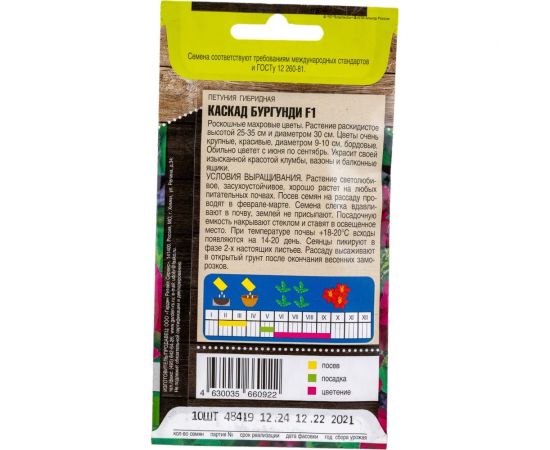 Семена соответствуют требованиям международных стандартов
и ГОСТу 12 260-81.
ПЕТУНИЯ ГИБРИДНАЯ
КАСКАД БУРГУНДИ F1
Роскошные махровые цветы. Растение раскидистое
высотой 25-35 см и диаметром 30 см. Цветы очень
крупные, красивые, диаметр 9-10 см, бордовые.
Обильно цветет с июня по сентябрь. Украсит своей
изысканной красотой клумбы, вазоны и балконные
ящики.
УСЛОВИЯ ВЫРАЩИВАНИЯ. Растение светолюби-
вое, засухоустойчивое, хорошо растет на любых
питательных почвах. Посев семян на рассаду прово-
дят в феврале-марте. Семена слегка вдавли-
вают в почву, землей не присыпают. Посадочную
емкость накрывают стеклом и ставят в освещенное
место. При температуре почвы +18-20°С всходы
появляются на 14-20 день. Сеянцы пикируют в
фазе 2-х настоящих листьев. Рассаду высаживают
в открытый грунт после окончания весенних замо-
розков.
I II III IV V VI VII VIII IX X XI XII
посев
посадка
цветение
4 630035 660922
10ШТ 48419 12.24 12.22 2021
кол-во семян партия № срок реализации дата фасовки год сбора урожая